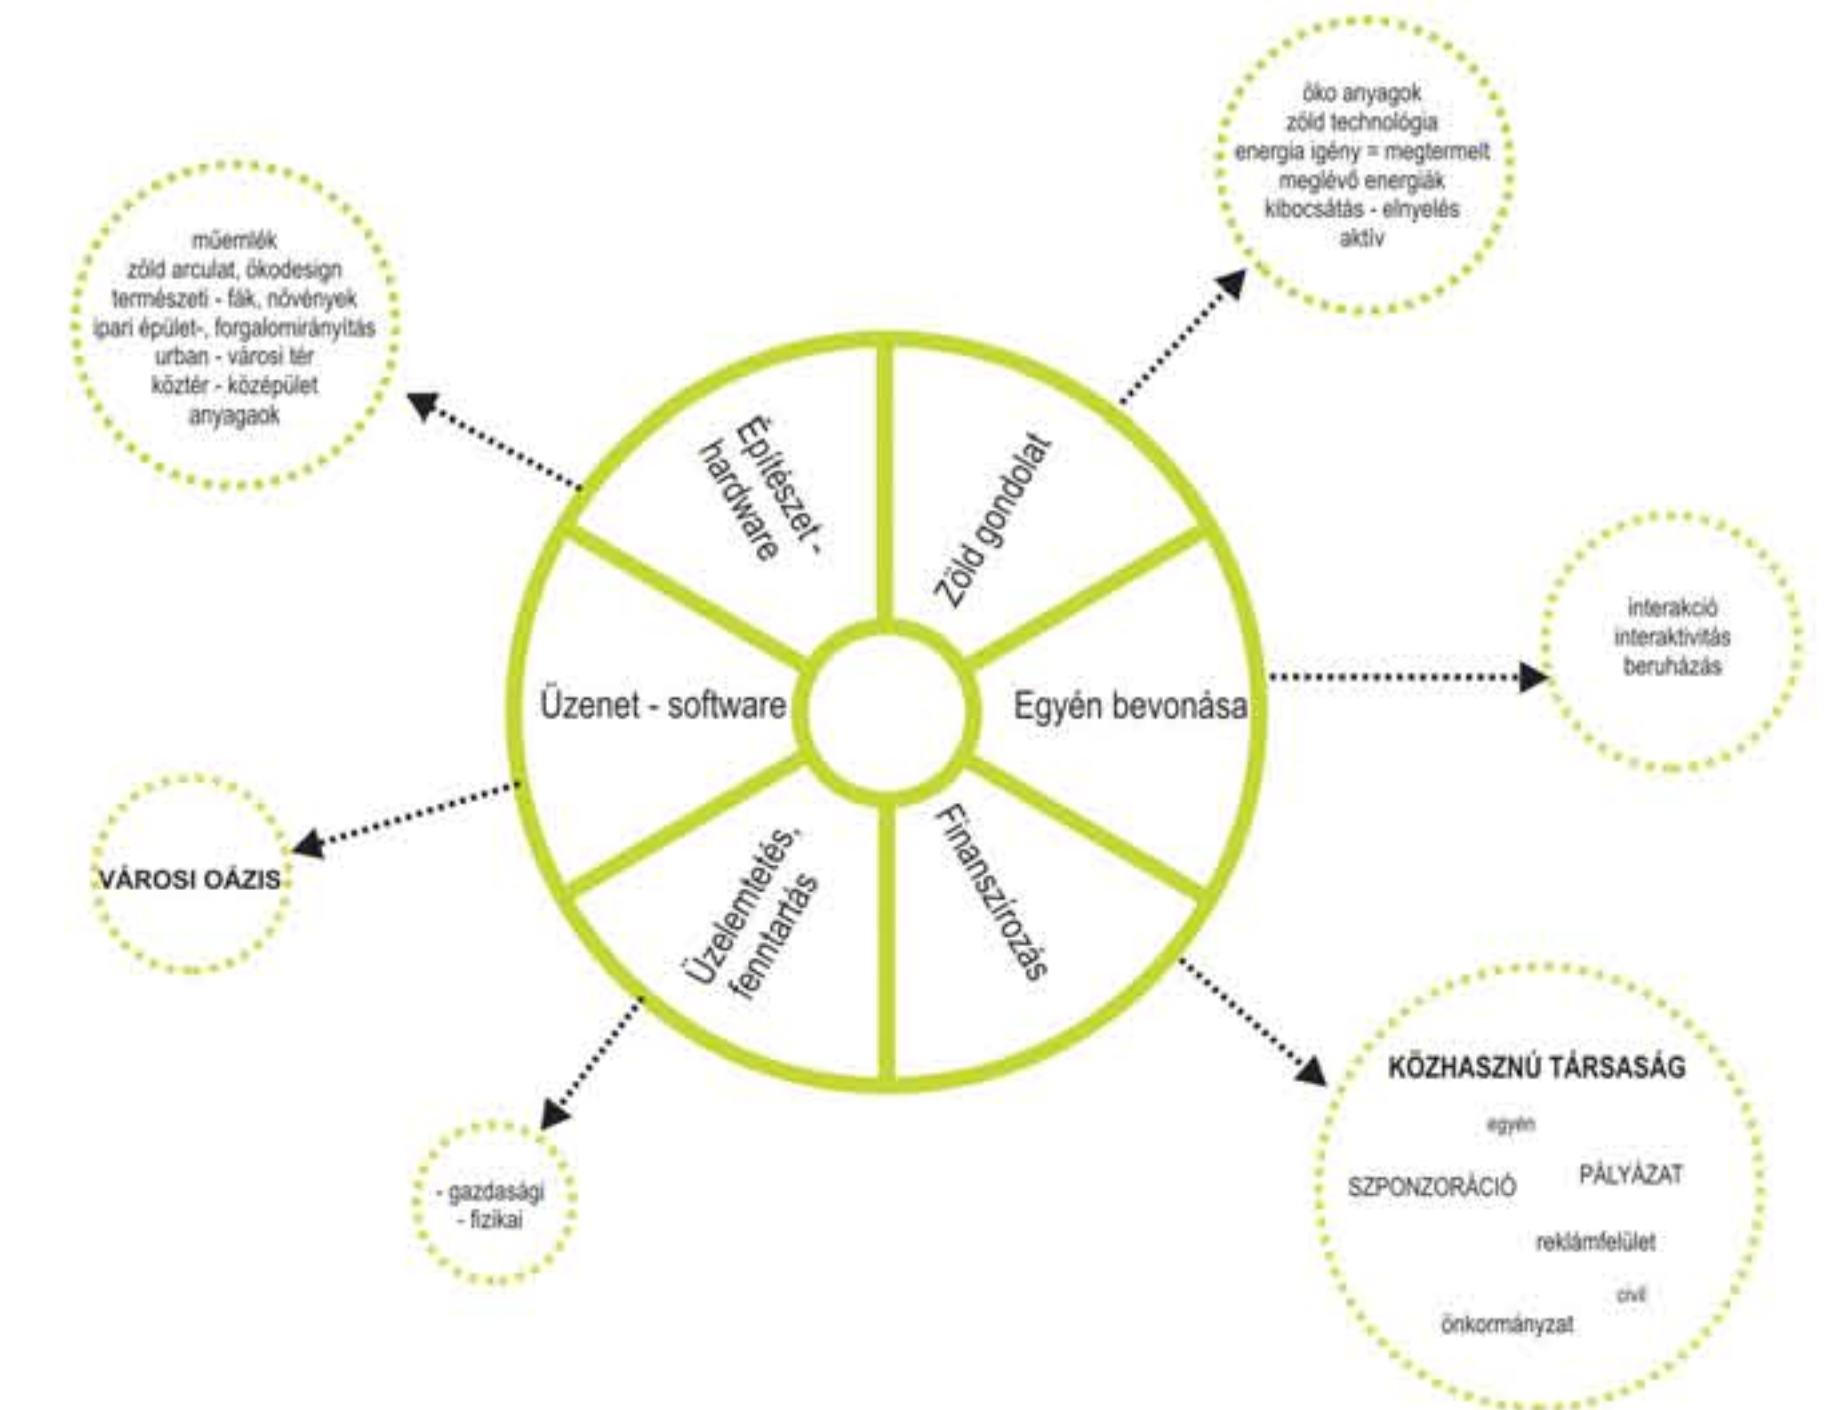 öko anyagok
zöld technológia
energia igény = megtermelt
meglévő energiák
kibocsátás - elnyelés
aktív
műemlék
zöld arculat, ökodesign
természeti - fák, növények
ipari épület-, forgalomirányítás
urban - városi tér
köztér - középület
anyagaok
Építészet -
hardware
Zöld gondolat
interakció
interaktivitás
beruházás
Üzenet - software
Egyén bevonása
VÁROSI OÁZIS
Üzelemtetés,
fenntartás
Finanszírozás
- gazdasági
- fizikai
KÖZHASZNÚ TÁRSASÁG
egyén
SZPONZORÁCIÓ
PÁLYÁZAT
reklámfelület
civil
önkormányzat